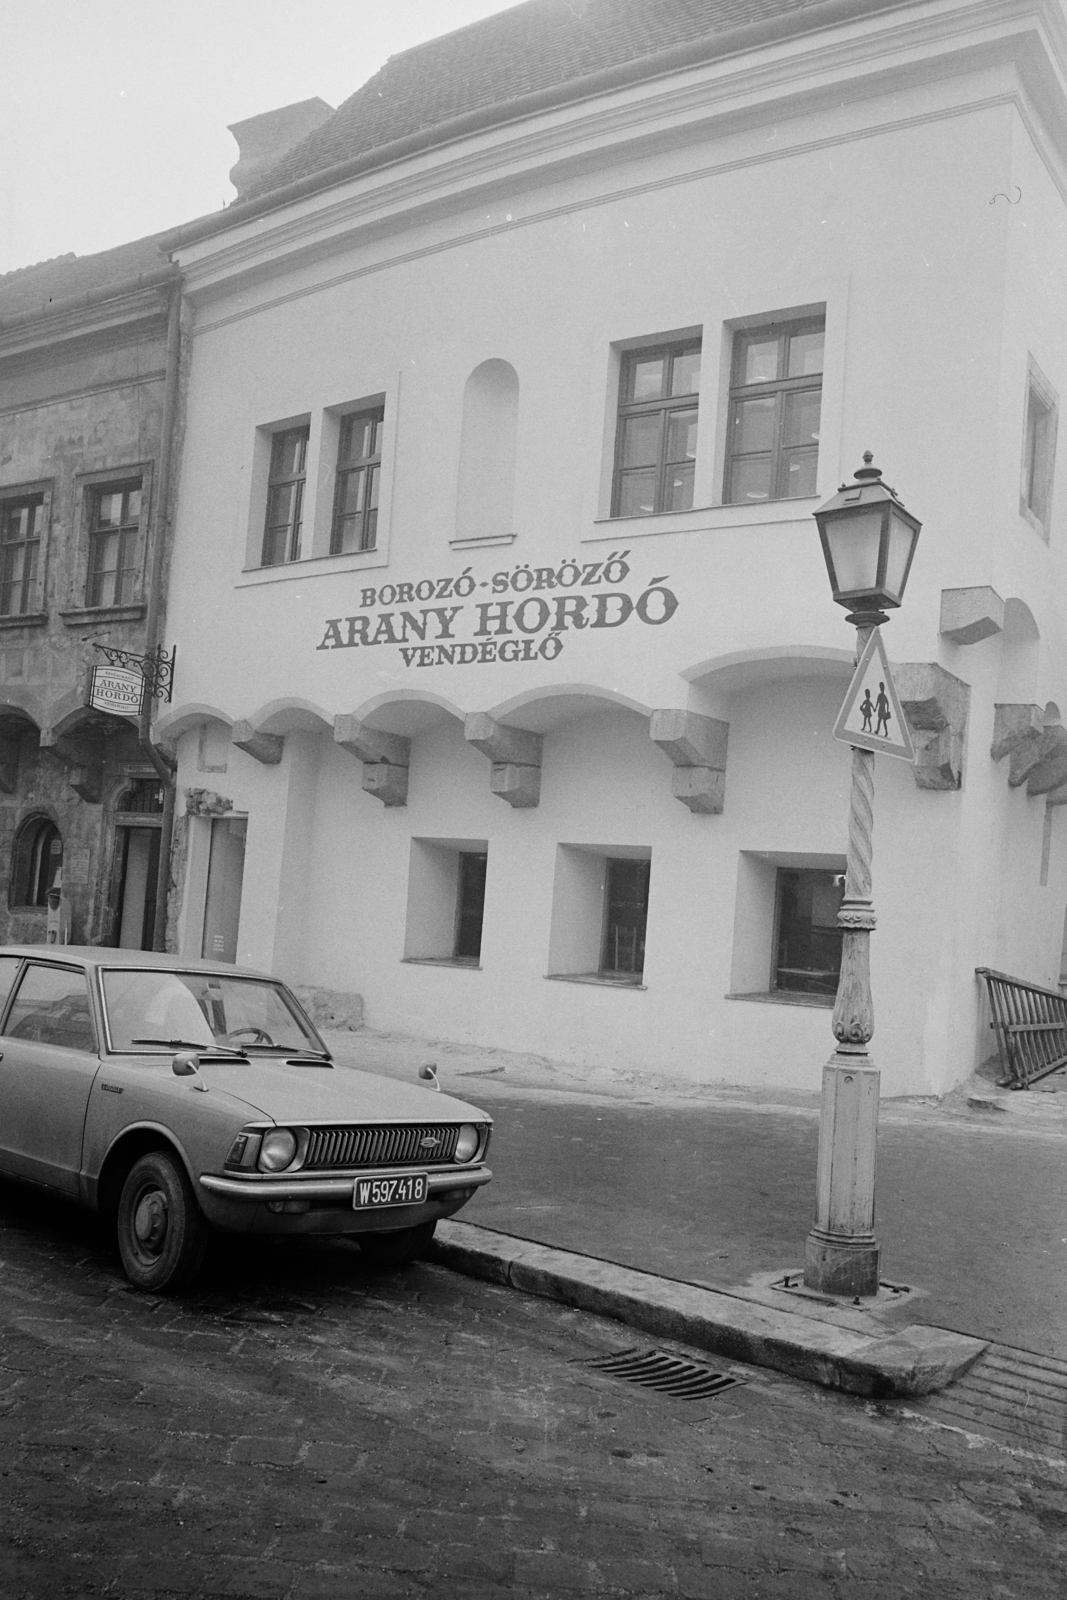 BOROZÓ-SÖRÖZŐ
ARANY HORDÓ
VENDÉGLŐ
ARANY
HORDÓ
W 597.418